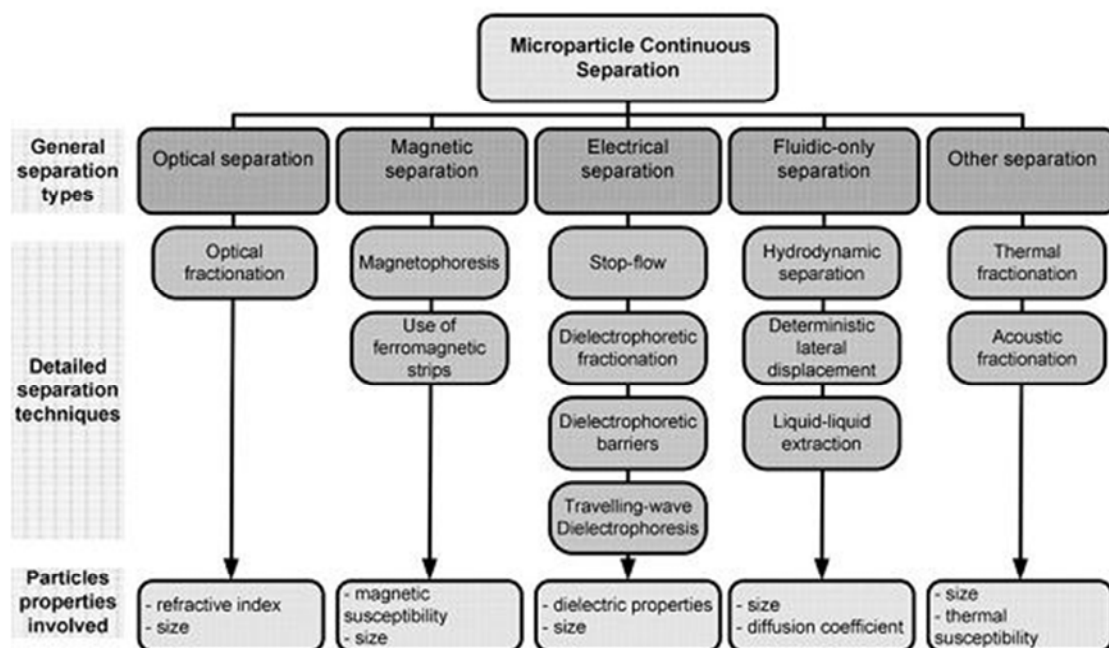 Microparticle Continuous
Separation
General
separation
types
Optical separation
Magnetic
separation
Electrical
separation
Fluidic-only
separation
Other separation
Detailed
separation
techniques
Optical
fractionation
Magnetophoresis
Use of
ferromagnetic
strips
Stop-flow
Dielectrophoretic
fractionation
Dielectrophoretic
barriers
Travelling-wave
Dielectrophoresis
Hydrodynamic
separation
Deterministic
lateral
displacement
Liquid-liquid
extraction
Thermal
fractionation
Acoustic
fractionation
Particles
properties
involved
- refractive index
- size
- magnetic
susceptibility
- size
- dielectric properties
- size
- size
- diffusion coefficient
- size
- thermal
susceptibility